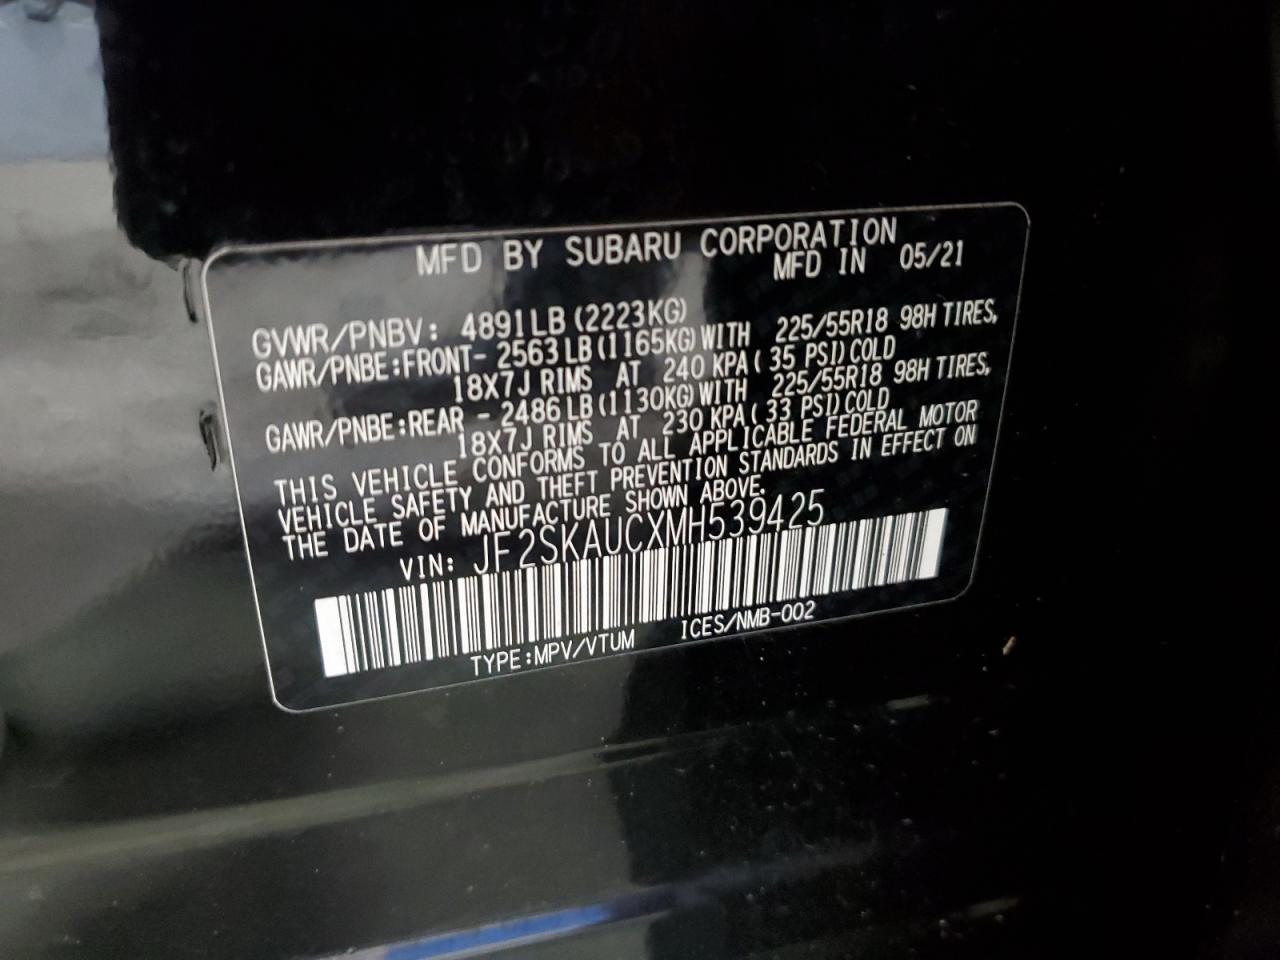 MFD BY SUBARU CORPORATION
MFD IN 05/21
GVWR/PNBV: 4891LB (2223KG)
GAWR/PNBE:FRONT- 2563LB(1165KG)WITH 225/55R18 98H TIRES,
18X7J RIMS AT 240 KPA( 35 PSI)COLD
GAWR/PNBE:REAR - 2486LB(1130KG)WITH 225/55R18 98H TIRES,
18X7J RIMS AT 230 KPA( 33 PSI)COLD
THIS VEHICLE CONFORMS TO ALL APPLICABLE FEDERAL MOTOR
VEHICLE SAFETY AND THEFT PREVENTION STANDARDS IN EFFECT ON
THE DATE OF MANUFACTURE SHOWN ABOVE.
VIN: JF2SKAUCXMH539425
TYPE:MPV/VTUM ICES/NMB-002